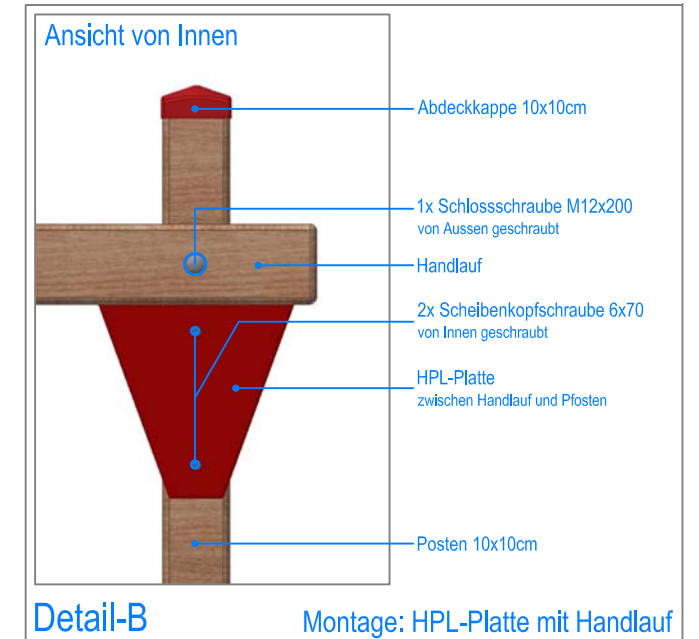 Ansicht von Innen
Abdeckkappe 10x10cm
1x Schlossschraube M12x200
von Aussen geschraubt
Handlauf
2x Scheibenkopfschraube 6x70
von Innen geschraubt
HPL-Platte
zwischen Handlauf und Pfosten
Posten 10x10cm
Detail-B
Montage: HPL-Platte mit Handlauf